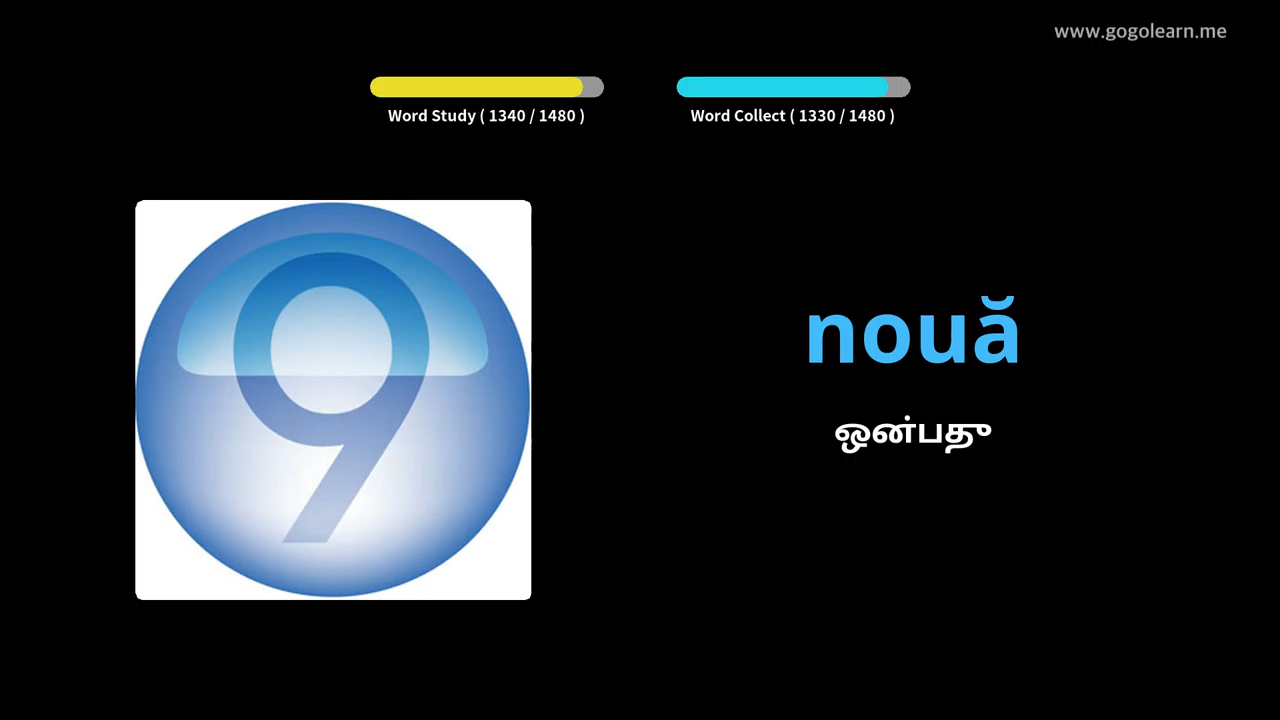 www.gogolearn.me
Word Study ( 1340 / 1480 )
Word Collect ( 1330 / 1480 )
9
nouă
ஒன்பது